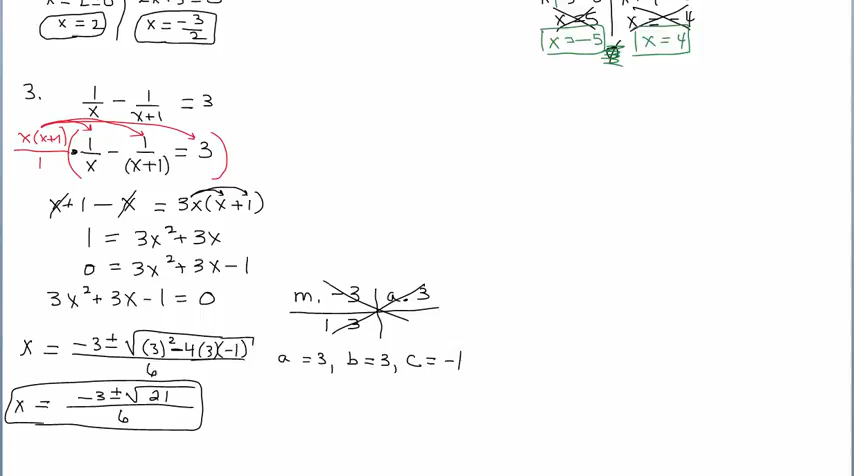 x = 2
x = -3/2
x = 5
x = -4
x = -5
x = 4
3. 1/x - 1/(x+1) = 3
x(x+1)/1 ( • 1/x - 1/(x+1) = 3 )
x + 1 - x = 3x(x+1)
1 = 3x² + 3x
0 = 3x² + 3x - 1
3x² + 3x - 1 = 0
m. -3 | a. 3
1 3
x = (-3 ± √((3)² - 4(3)(-1)))/6
a = 3, b = 3, c = -1
x = (-3 ± √21)/6